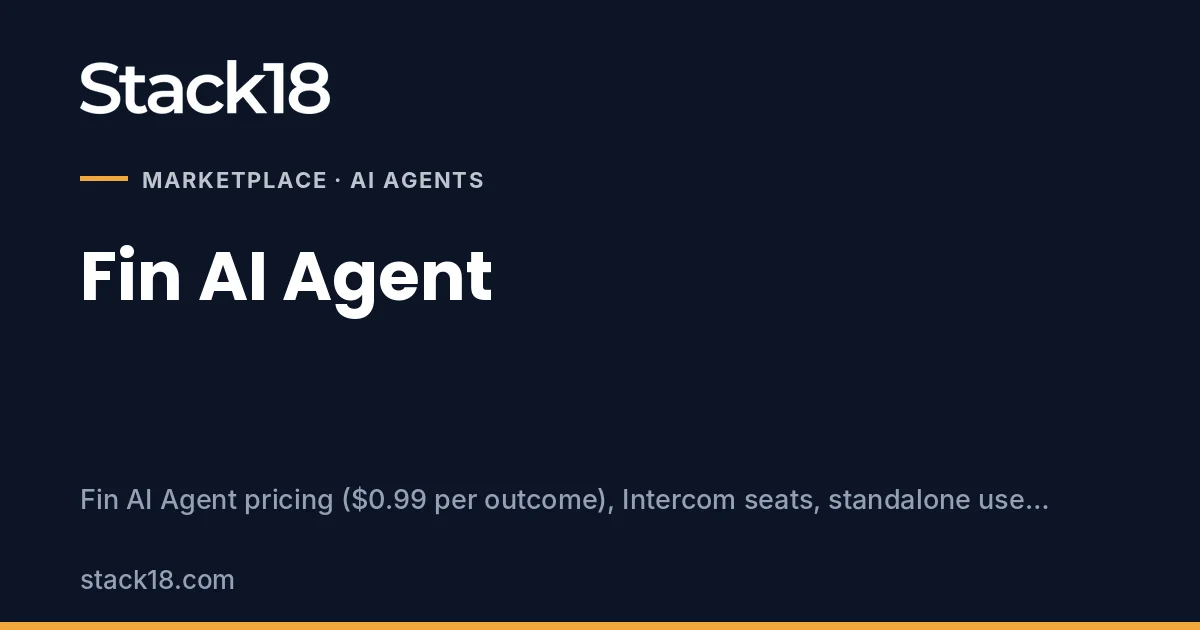 Stack18
MARKETPLACE · AI AGENTS
Fin AI Agent
Fin AI Agent pricing ($0.99 per outcome), Intercom seats, standalone use...
stack18.com